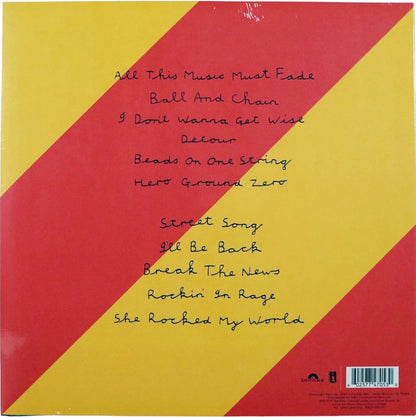 All This Music Must Fade
Ball And Chain
I Don't Wanna Get Wise
Detour
Beads On One String
Hero Ground Zero
Street Song
I'll Be Back
Break The News
Rockin' In Rage
She Rocked My World